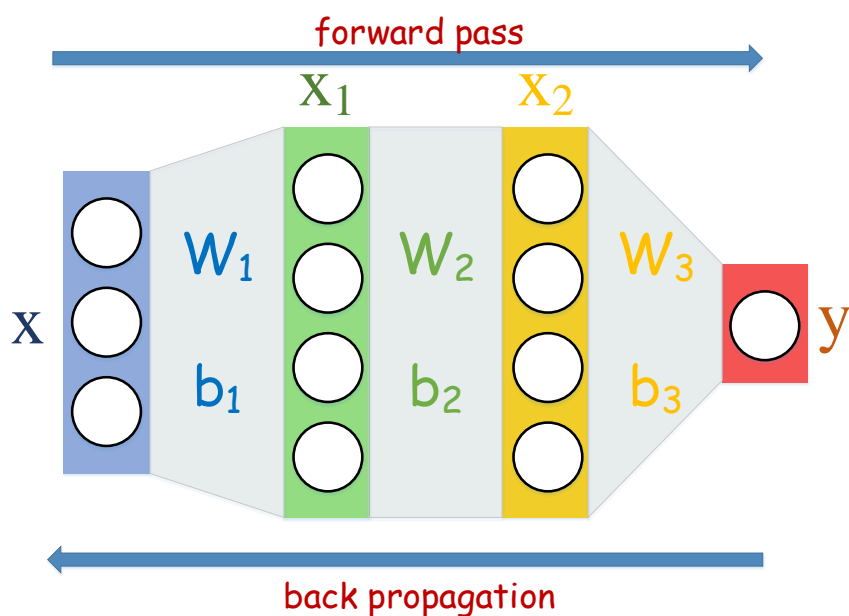 forward pass
x₁ x₂
W₁ W₂ W₃
x y
b₁ b₂ b₃
back propagation